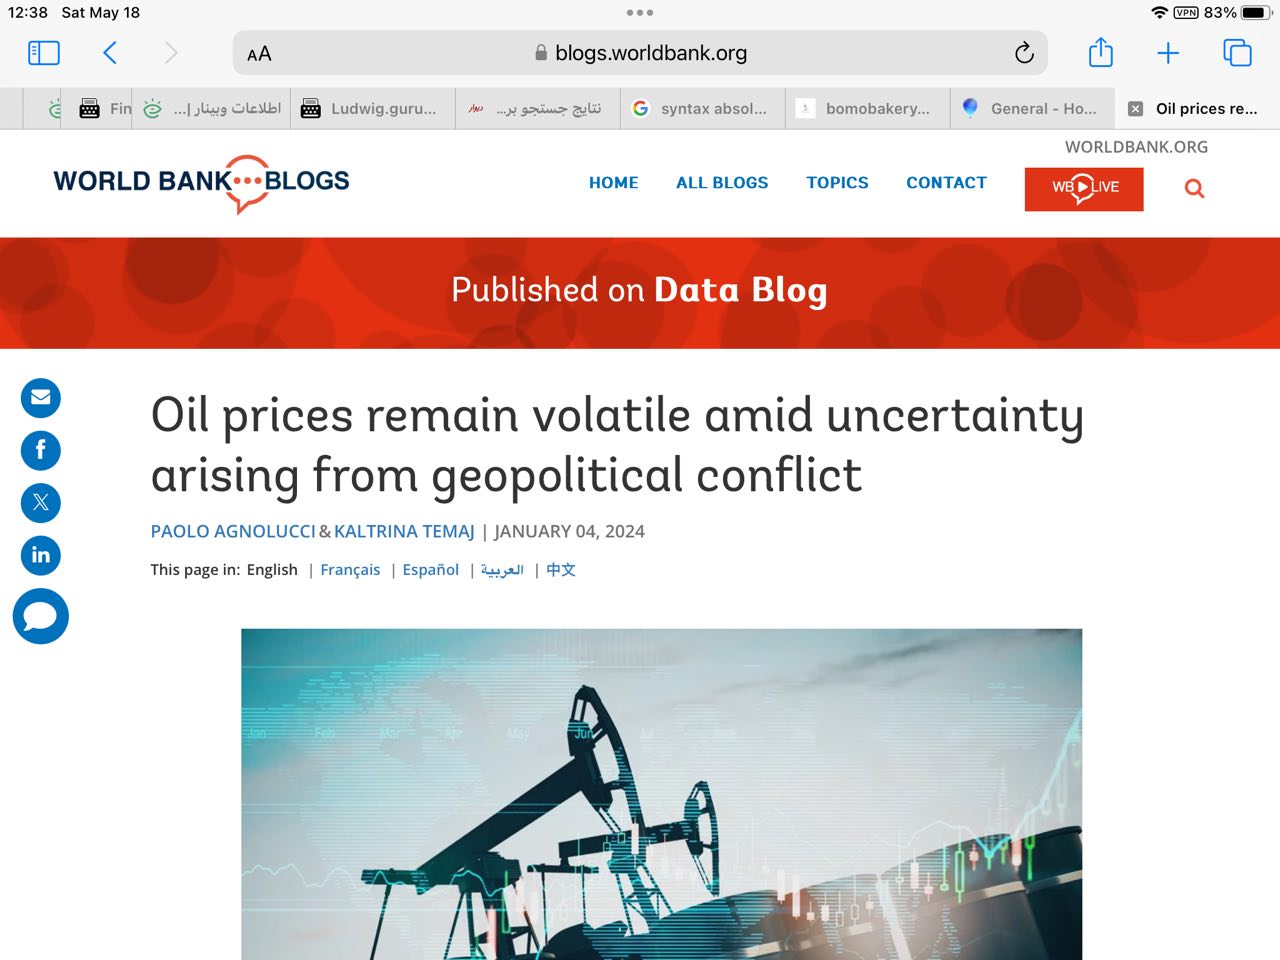 12:38 Sat May 18
VPN 83%
AA blogs.worldbank.org
Fin
اطلاعات وبینار |...
Ludwig.guru...
نتایج جستجو بر...
syntax absol...
bomobakery...
General - Ho...
Oil prices re...
WORLDBANK.ORG
WORLD BANK BLOGS
HOME ALL BLOGS TOPICS CONTACT
WB LIVE
Published on Data Blog
Oil prices remain volatile amid uncertainty
arising from geopolitical conflict
PAOLO AGNOLUCCI & KALTRINA TEMAJ | JANUARY 04, 2024
This page in: English | Français | Español | العربية | 中文
Jan Feb Mar Apr May Jun Jul